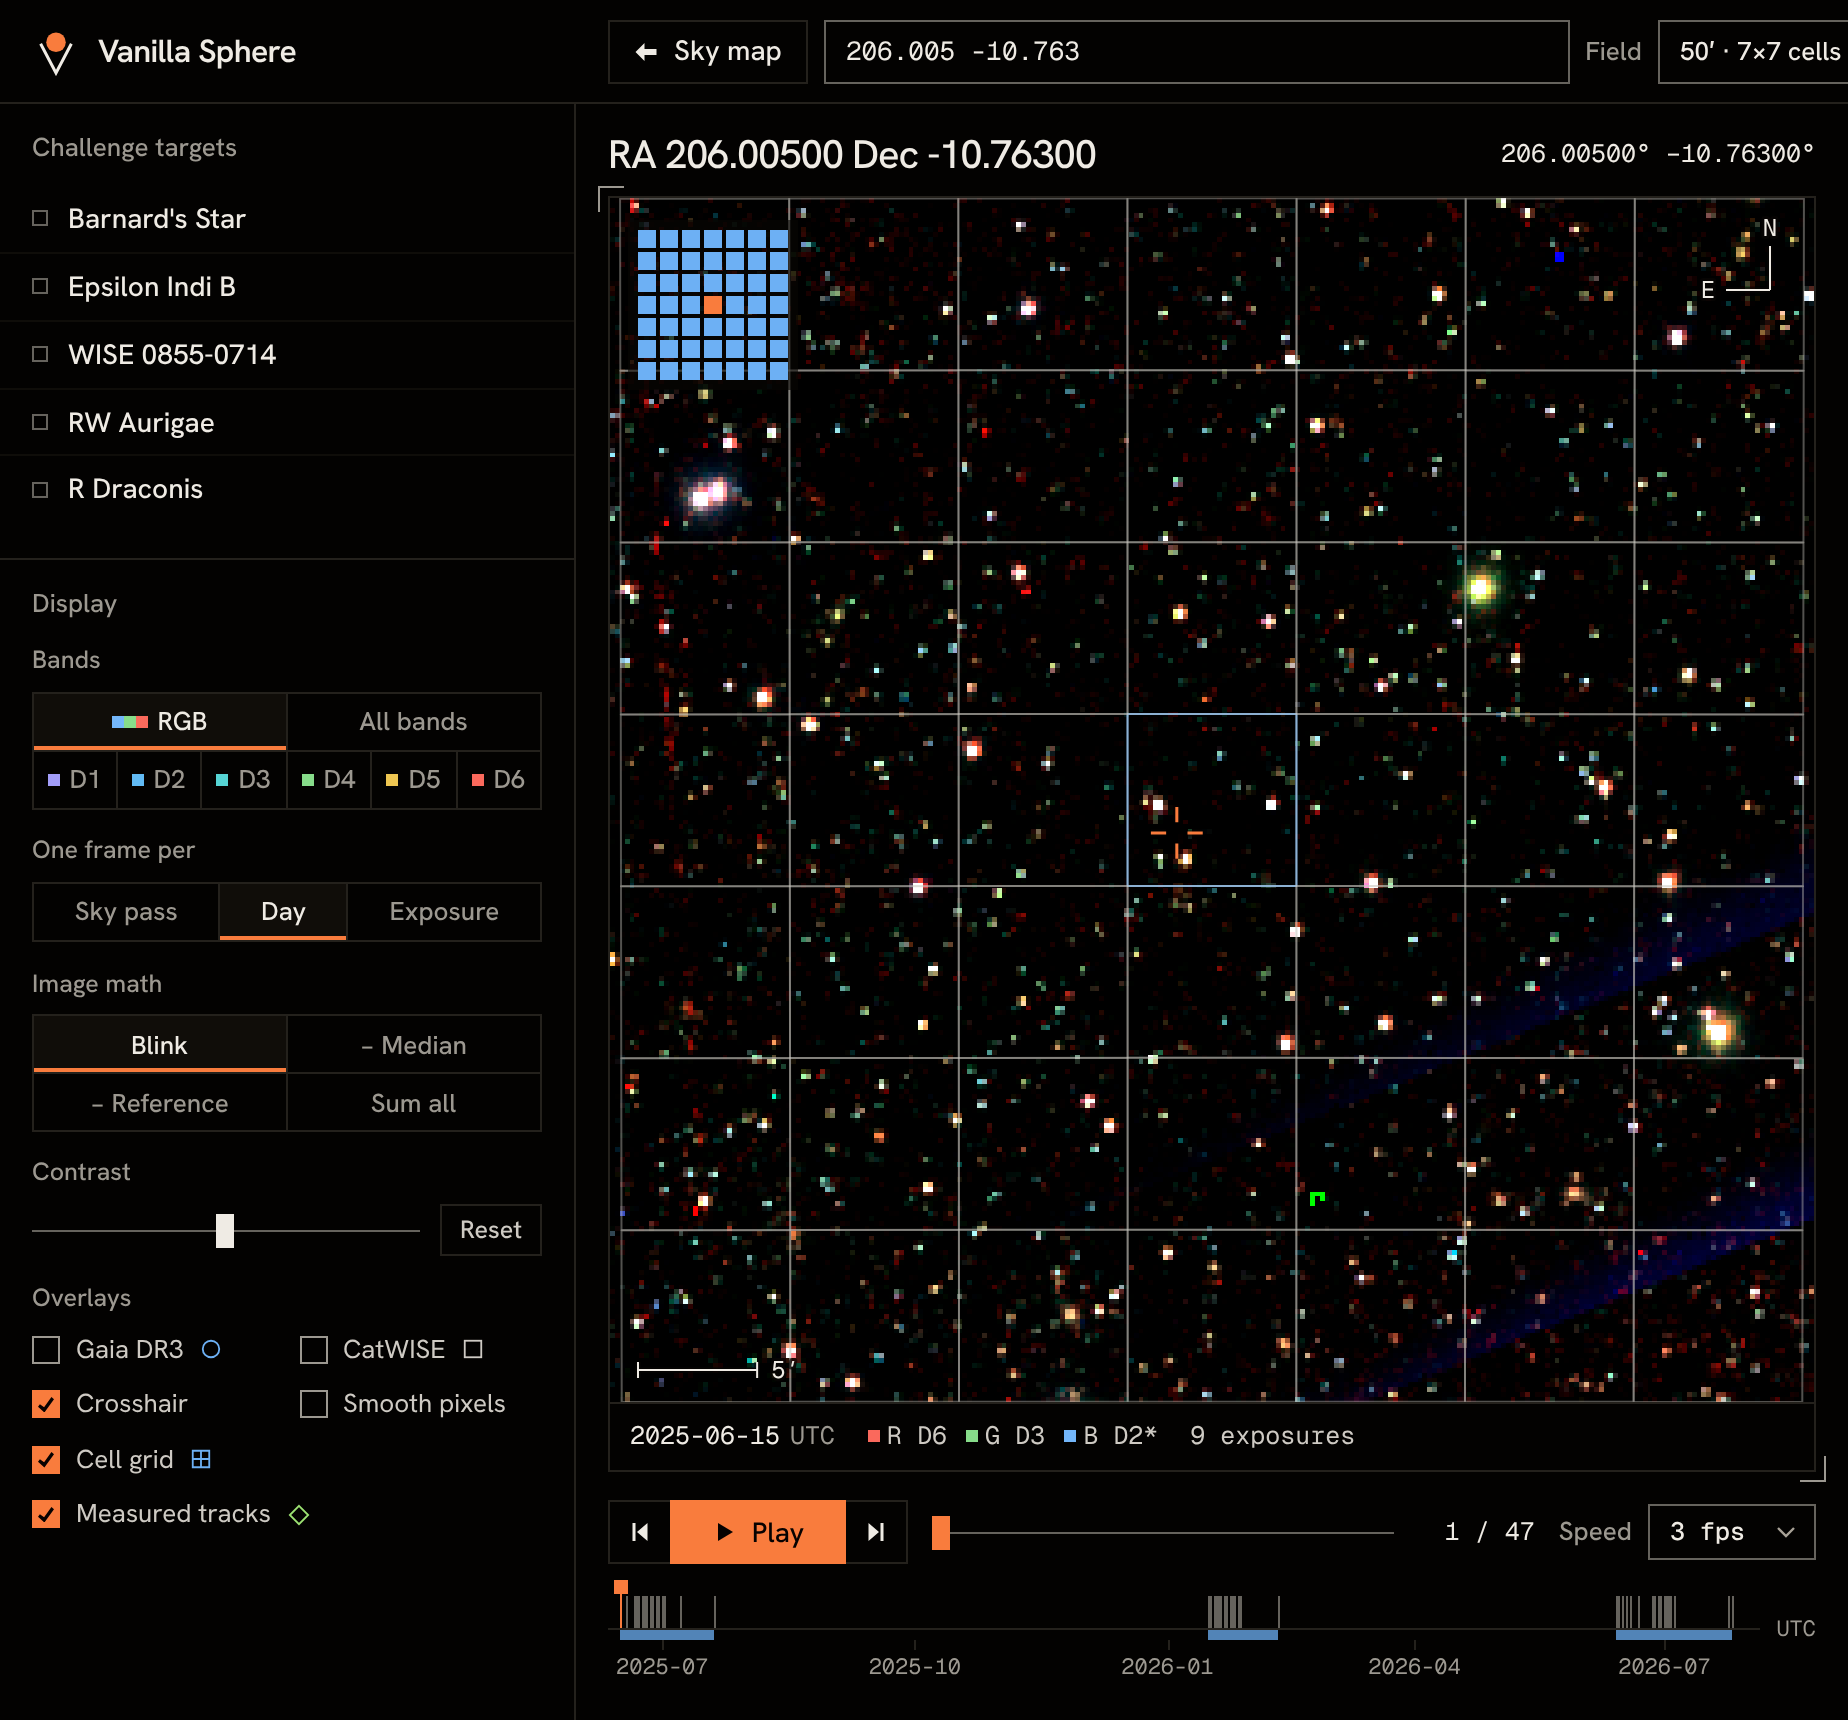 Vanilla Sphere
Sky map
206.005 -10.763
Field
50′ · 7×7 cells
Challenge targets
Barnard's Star
Epsilon Indi B
WISE 0855-0714
RW Aurigae
R Draconis
Display
Bands
RGB
All bands
D1
D2
D3
D4
D5
D6
One frame per
Sky pass
Day
Exposure
Image math
Blink
– Median
– Reference
Sum all
Contrast
Reset
Overlays
Gaia DR3
CatWISE
Crosshair
Smooth pixels
Cell grid
Measured tracks
RA 206.00500 Dec -10.76300
206.00500° −10.76300°
N
E
5′
2025-06-15 UTC R D6 G D3 B D2* 9 exposures
Play
1 / 47
Speed
3 fps
UTC
2025-07
2025-10
2026-01
2026-04
2026-07